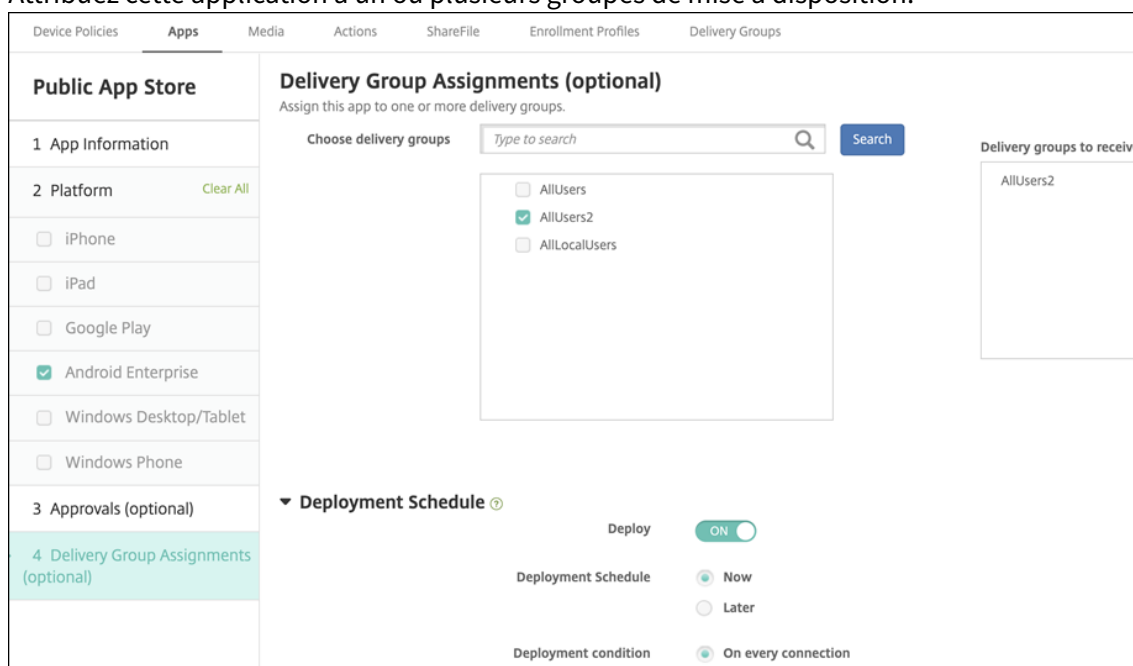 Attribuez cette application à un ou plusieurs groupes de mise à disposition.
Device Policies Apps Media Actions ShareFile Enrollment Profiles Delivery Groups
Public App Store
1 App Information
2 Platform Clear All
iPhone
iPad
Google Play
Android Enterprise
Windows Desktop/Tablet
Windows Phone
3 Approvals (optional)
4 Delivery Group Assignments
(optional)
Delivery Group Assignments (optional)
Assign this app to one or more delivery groups.
Choose delivery groups Type to search Search
AllUsers
AllUsers2
AllLocalUsers
Delivery groups to receiv
AllUsers2
Deployment Schedule ?
Deploy ON
Deployment Schedule Now
Later
Deployment condition On every connection